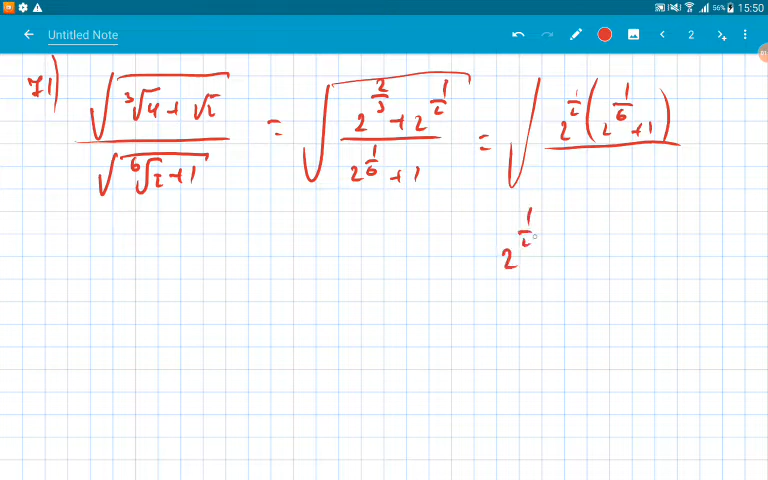 56% 15:50
Untitled Note 2
71) √(∛4 + √2) / √(⁶√2 + 1) = √((2^(2/3) + 2^(1/2)) / (2^(1/6) + 1)) = √(2^(1/2) (2^(1/6) + 1))
2^(1/2)